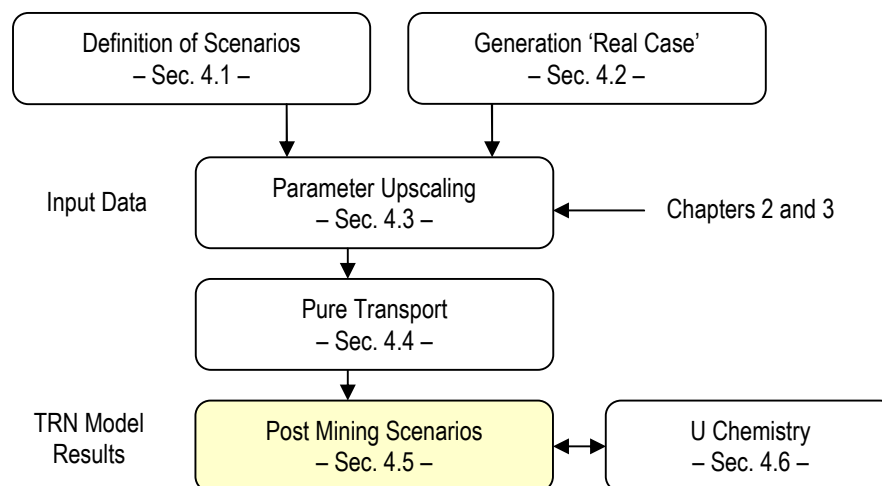 Definition of Scenarios
– Sec. 4.1 –
Generation ‘Real Case’
– Sec. 4.2 –
Input Data
Parameter Upscaling
– Sec. 4.3 –
Chapters 2 and 3
Pure Transport
– Sec. 4.4 –
TRN Model
Results
Post Mining Scenarios
– Sec. 4.5 –
U Chemistry
– Sec. 4.6 –